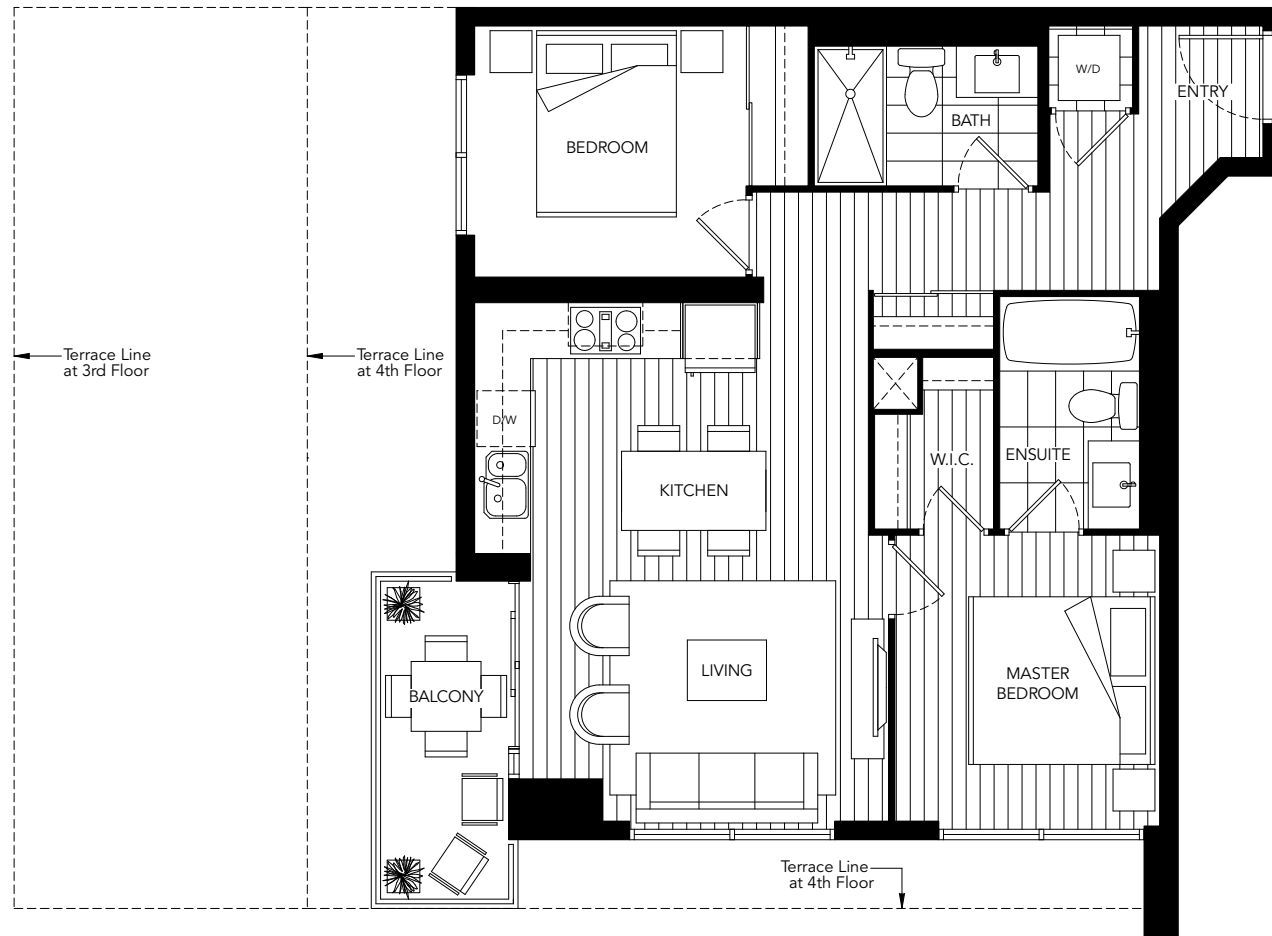 W/D
ENTRY
BATH
BEDROOM
Terrace Line
at 3rd Floor
Terrace Line
at 4th Floor
D/W
W.I.C.
ENSUITE
KITCHEN
LIVING
MASTER
BEDROOM
BALCONY
Terrace Line
at 4th Floor